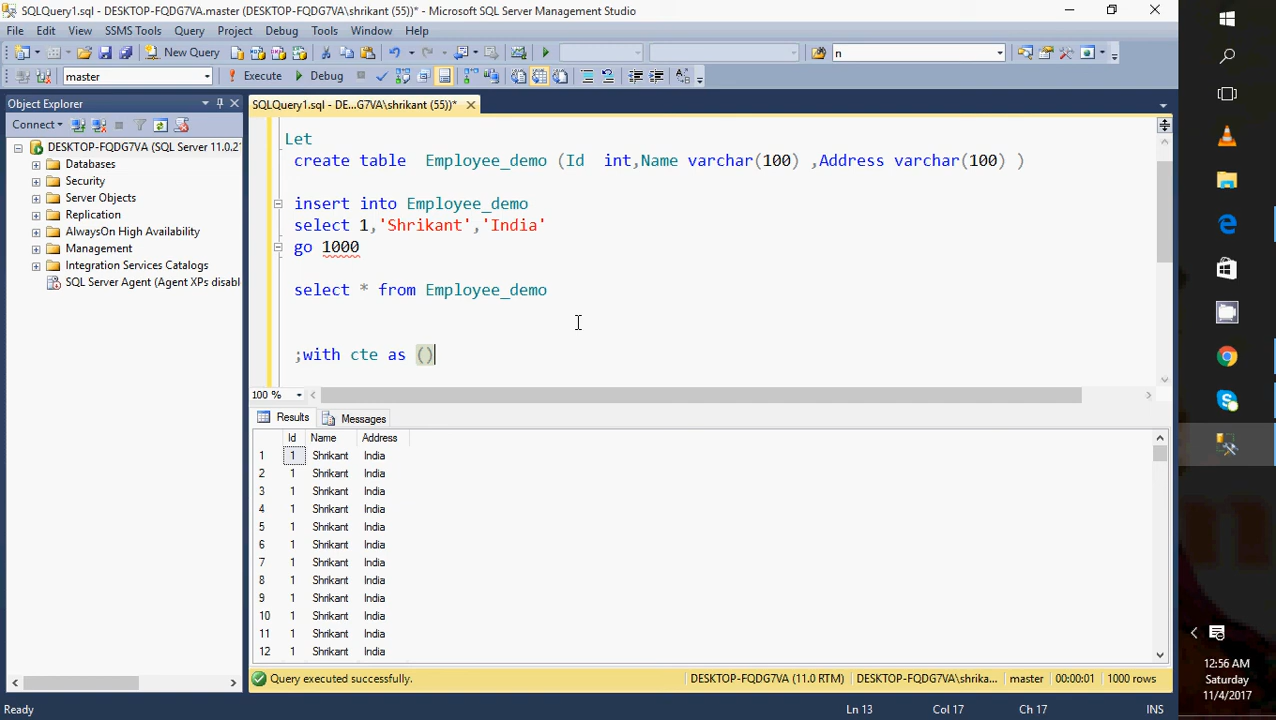 SQLQuery1.sql - DESKTOP-FQDG7VA.master (DESKTOP-FQDG7VA\shrikant (55))* - Microsoft SQL Server Management Studio
File Edit View SSMS Tools Query Project Debug Tools Window Help
New Query n
master Execute Debug
Object Explorer
Connect
DESKTOP-FQDG7VA (SQL Server 11.0.2
Databases
Security
Server Objects
Replication
AlwaysOn High Availability
Management
Integration Services Catalogs
SQL Server Agent (Agent XPs disabl
SQLQuery1.sql - DE...G7VA\shrikant (55))*
Let
create table Employee_demo (Id int,Name varchar(100) ,Address varchar(100) )
insert into Employee_demo
select 1,'Shrikant','India'
go 1000
select * from Employee_demo
;with cte as ()
100 %
Results Messages
Id Name Address
1 1 Shrikant India
2 1 Shrikant India
3 1 Shrikant India
4 1 Shrikant India
5 1 Shrikant India
6 1 Shrikant India
7 1 Shrikant India
8 1 Shrikant India
9 1 Shrikant India
10 1 Shrikant India
11 1 Shrikant India
12 1 Shrikant India
Query executed successfully. DESKTOP-FQDG7VA (11.0 RTM) DESKTOP-FQDG7VA\shrika... master 00:00:01 1000 rows
Ready Ln 13 Col 17 Ch 17 INS
12:56 AM
Saturday
11/4/2017